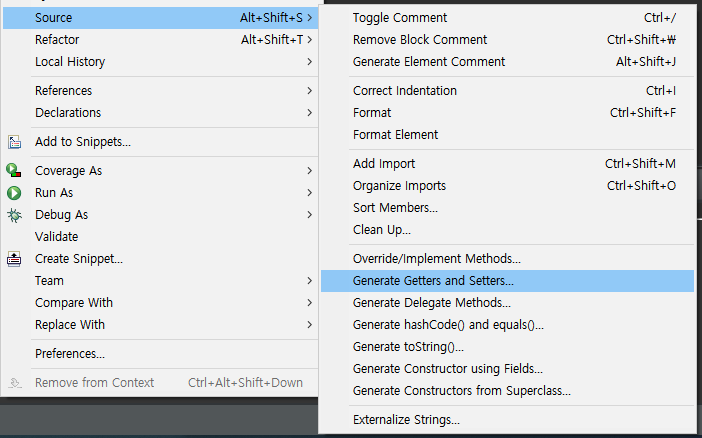 Source Alt+Shift+S >
Refactor Alt+Shift+T >
Local History >
References >
Declarations >
Add to Snippets...
Coverage As >
Run As >
Debug As >
Validate
Create Snippet...
Team >
Compare With >
Replace With >
Preferences...
Remove from Context Ctrl+Alt+Shift+Down
Toggle Comment Ctrl+/
Remove Block Comment Ctrl+Shift+₩
Generate Element Comment Alt+Shift+J
Correct Indentation Ctrl+I
Format Ctrl+Shift+F
Format Element
Add Import Ctrl+Shift+M
Organize Imports Ctrl+Shift+O
Sort Members...
Clean Up...
Override/Implement Methods...
Generate Getters and Setters...
Generate Delegate Methods...
Generate hashCode() and equals()...
Generate toString()...
Generate Constructor using Fields...
Generate Constructors from Superclass...
Externalize Strings...